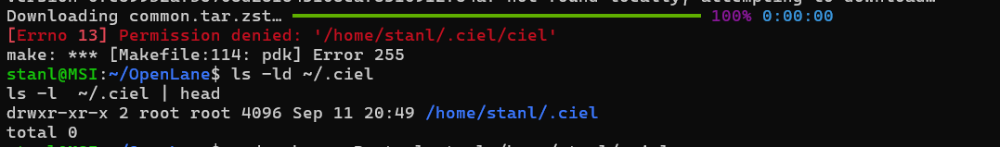 Downloading common.tar.zst… 100% 0:00:00
[Errno 13] Permission denied: '/home/stanl/.ciel/ciel'
make: *** [Makefile:114: pdk] Error 255
stanl@MSI:~/OpenLane$ ls -ld ~/.ciel
ls -l  ~/.ciel | head
drwxr-xr-x 2 root root 4096 Sep 11 20:49 /home/stanl/.ciel
total 0